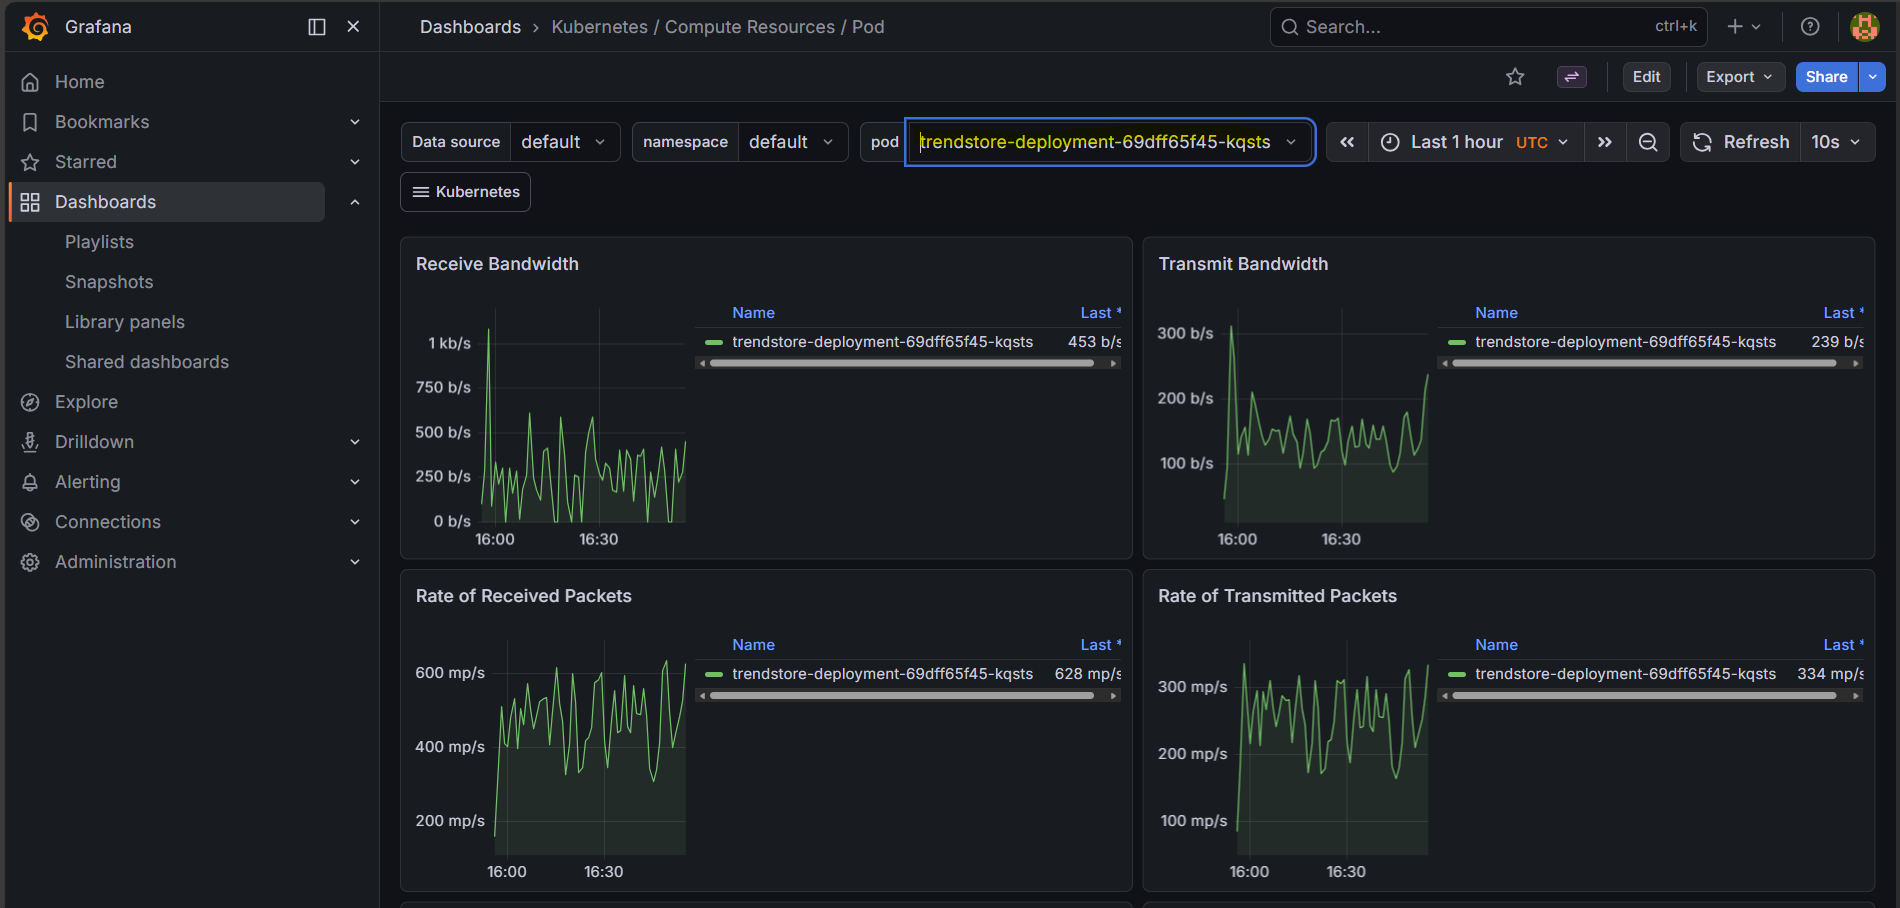 Grafana
Dashboards › Kubernetes / Compute Resources / Pod
Search... ctrl+k
Home
Bookmarks
Starred
Dashboards
Playlists
Snapshots
Library panels
Shared dashboards
Explore
Drilldown
Alerting
Connections
Administration
Edit
Export
Share
Data source default
namespace default
pod trendstore-deployment-69dff65f45-kqsts
Last 1 hour UTC
Refresh 10s
Kubernetes
Receive Bandwidth
1 kb/s
750 b/s
500 b/s
250 b/s
0 b/s
16:00 16:30
Name Last *
trendstore-deployment-69dff65f45-kqsts 453 b/s
Transmit Bandwidth
300 b/s
200 b/s
100 b/s
16:00 16:30
Name Last *
trendstore-deployment-69dff65f45-kqsts 239 b/s
Rate of Received Packets
600 mp/s
400 mp/s
200 mp/s
16:00 16:30
Name Last *
trendstore-deployment-69dff65f45-kqsts 628 mp/s
Rate of Transmitted Packets
300 mp/s
200 mp/s
100 mp/s
16:00 16:30
Name Last *
trendstore-deployment-69dff65f45-kqsts 334 mp/s